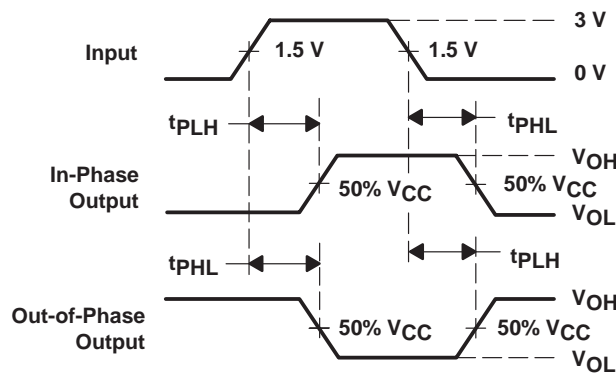 3 V
Input
1.5 V
1.5 V
0 V
tPLH
tPHL
VOH
In-Phase
Output
50% VCC
50% VCC
VOL
tPHL
tPLH
VOH
Out-of-Phase
Output
50% VCC
50% VCC
VOL